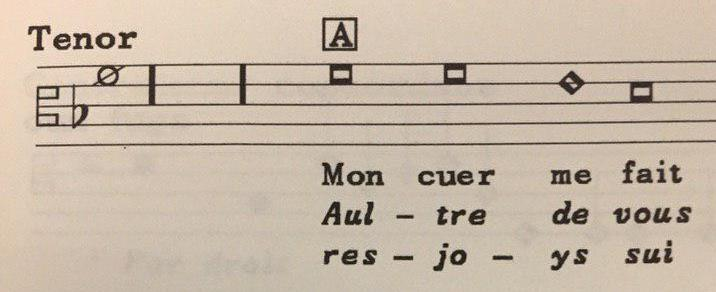 Tenor A
Mon cuer me fait
Aul - tre de vous
res - jo - ys sui